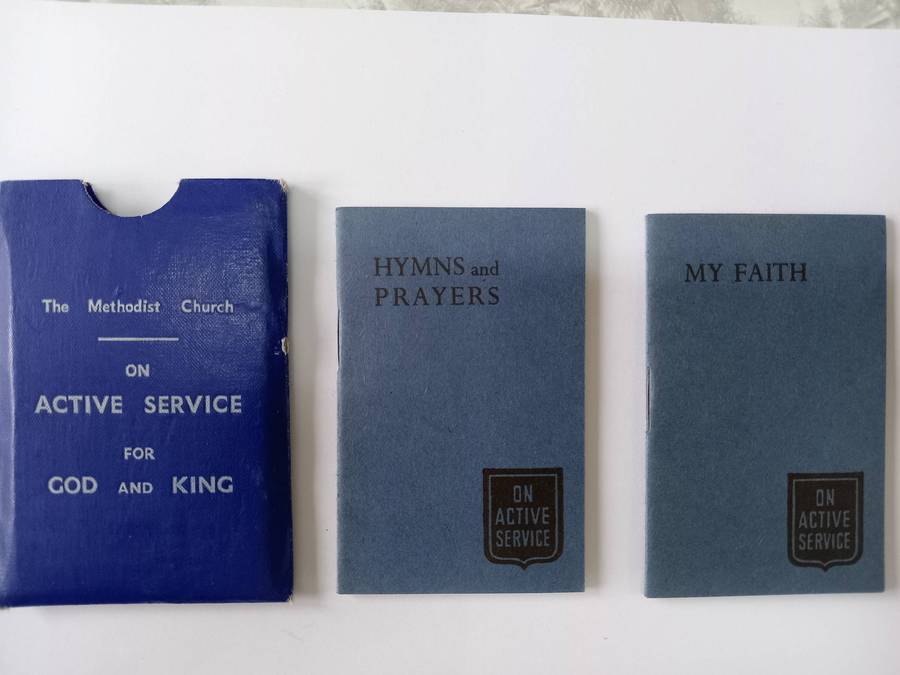 The Methodist Church
ON
ACTIVE SERVICE
FOR
GOD AND KING
HYMNS and
PRAYERS
ON
ACTIVE
SERVICE
MY FAITH
ON
ACTIVE
SERVICE